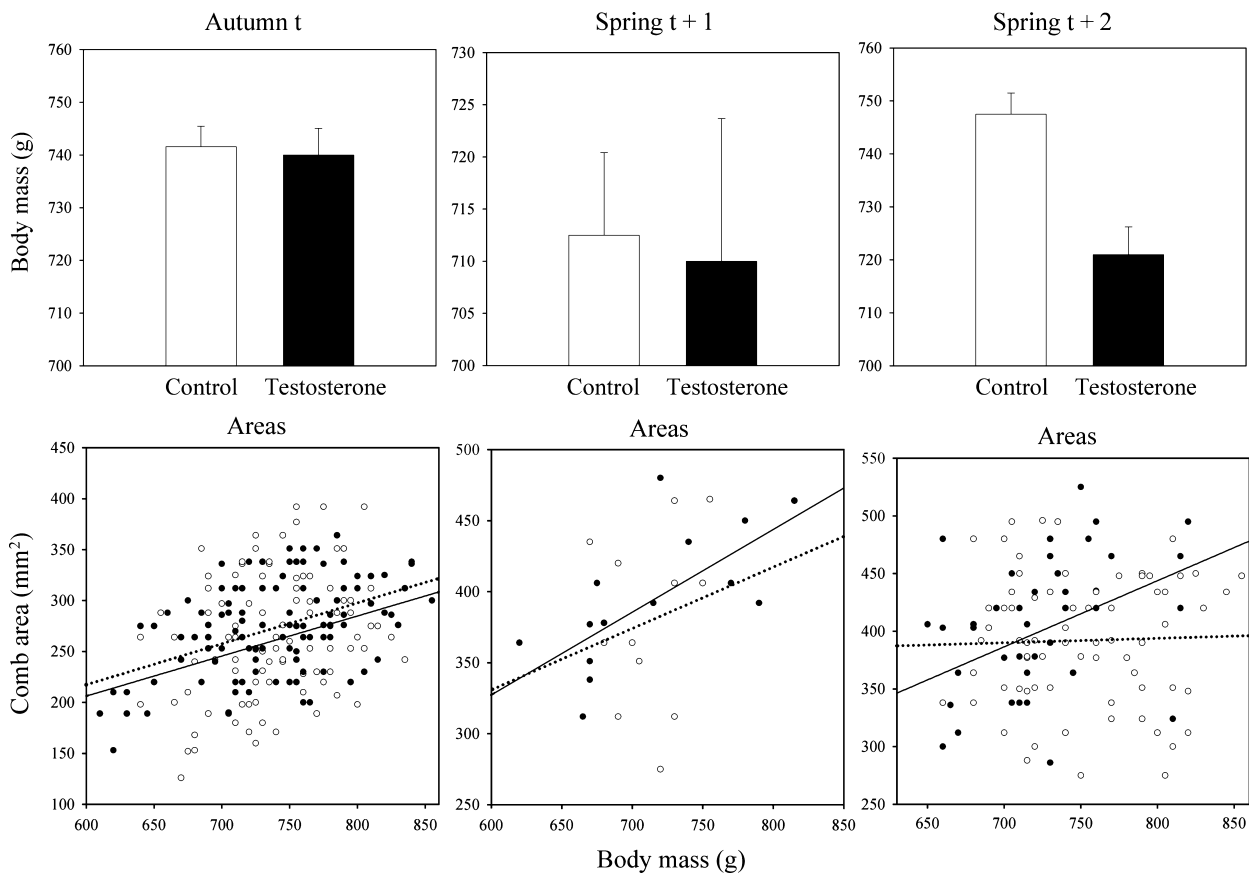 Autumn t
Spring t + 1
Spring t + 2
Body mass (g)
760
750
740
730
720
710
700
730
725
720
715
710
705
700
760
750
740
730
720
710
700
Control Testosterone
Control Testosterone
Control Testosterone
Areas
Areas
Areas
Comb area (mm²)
450
400
350
300
250
200
150
100
500
450
400
350
300
250
550
500
450
400
350
300
250
600 650 700 750 800 850
600 650 700 750 800 850
650 700 750 800 850
Body mass (g)